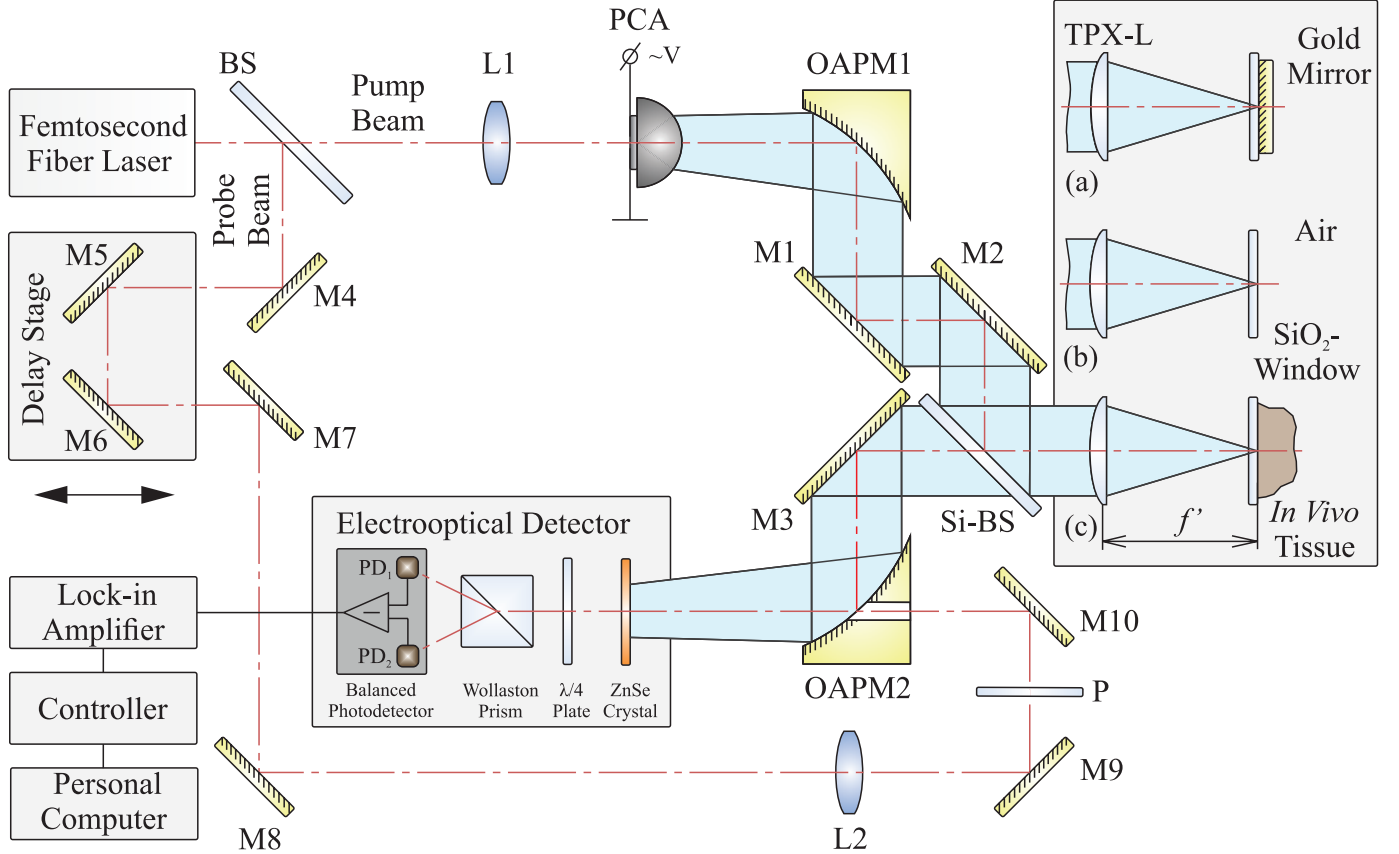 PCA
~V
BS
L1
OAPM1
Pump
Beam
Femtosecond
Fiber Laser
Probe
Beam
M5
M4
Delay Stage
M6
M7
M1
M2
TPX-L
Gold
Mirror
(a)
Air
(b)
SiO₂-
Window
(c)
f’
In Vivo
Tissue
M3
Si-BS
Electrooptical Detector
PD₁
PD₂
Balanced
Photodetector
Wollaston
Prism
λ/4
Plate
ZnSe
Crystal
OAPM2
M10
P
M9
Lock-in
Amplifier
Controller
Personal
Computer
M8
L2